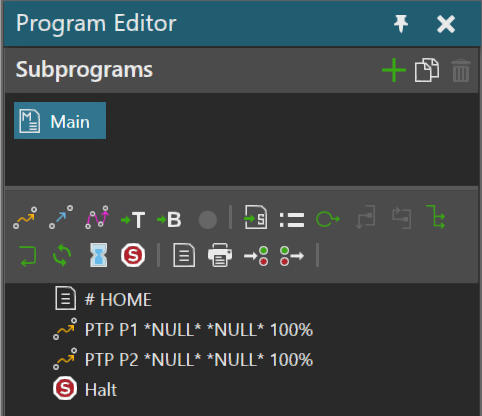 Program Editor
Subprograms
Main
# HOME
PTP P1 *NULL* *NULL* 100%
PTP P2 *NULL* *NULL* 100%
Halt